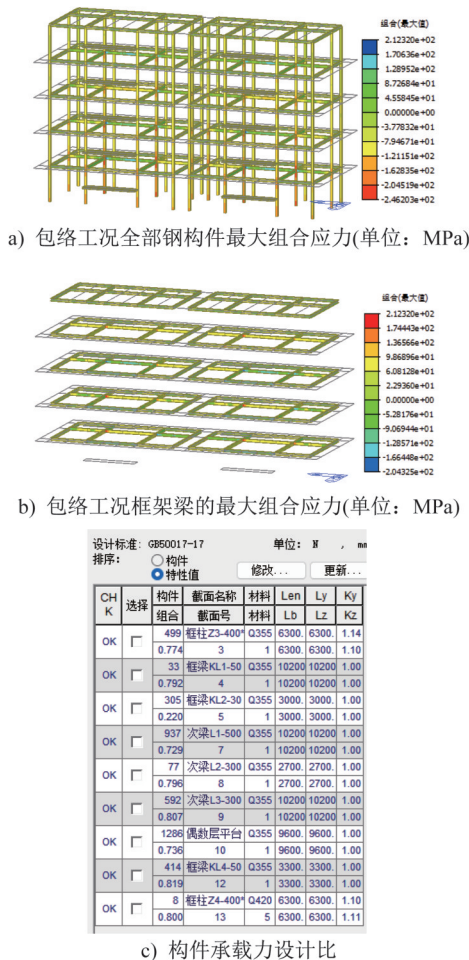 组合(最大值)
2.12320e+02
1.70636e+02
1.28952e+02
8.72684e+01
4.55845e+01
0.00000e+00
-3.77832e+01
-7.94671e+01
-1.21151e+02
-1.62835e+02
-2.04519e+02
-2.46203e+02
a) 包络工况全部钢构件最大组合应力(单位：MPa)
组合(最大值)
2.12320e+02
1.74443e+02
1.36566e+02
9.86896e+01
6.08128e+01
2.29360e+01
0.00000e+00
-5.28176e+01
-9.06944e+01
-1.28571e+02
-1.66448e+02
-2.04325e+02
b) 包络工况框架梁的最大组合应力(单位：MPa)
设计标准: GB50017-17 单位: N , mm
排序: 构件
特性值 修改... 更新...
CHK 选择 构件 截面名称 材料 Len Ly Ky
组合 截面号 材料 Lb Lz Kz
OK 499 框柱Z3-400* Q355 6300. 6300. 1.14
0.774 3 1 6300. 6300. 1.10
OK 33 框梁KL1-50 Q355 10200 10200 1.00
0.792 4 1 10200 10200 1.00
OK 305 框梁KL2-30 Q355 3000. 3000. 1.00
0.220 5 1 3000. 3000. 1.00
OK 937 次梁L1-500 Q355 10200 10200 1.00
0.729 7 1 10200 10200 1.00
OK 77 次梁L2-300 Q355 2700. 2700. 1.00
0.796 8 1 2700. 2700. 1.00
OK 592 次梁L3-300 Q355 10200 10200 1.00
0.807 9 1 10200 10200 1.00
OK 1286 偶数层平台 Q355 9600. 9600. 1.00
0.736 10 1 9600. 9600. 1.00
OK 414 框梁KL4-50 Q355 3300. 3300. 1.00
0.819 12 1 3300. 3300. 1.00
OK 8 框柱Z4-400* Q420 6300. 6300. 1.10
0.800 13 5 6300. 6300. 1.11
c) 构件承载力设计比